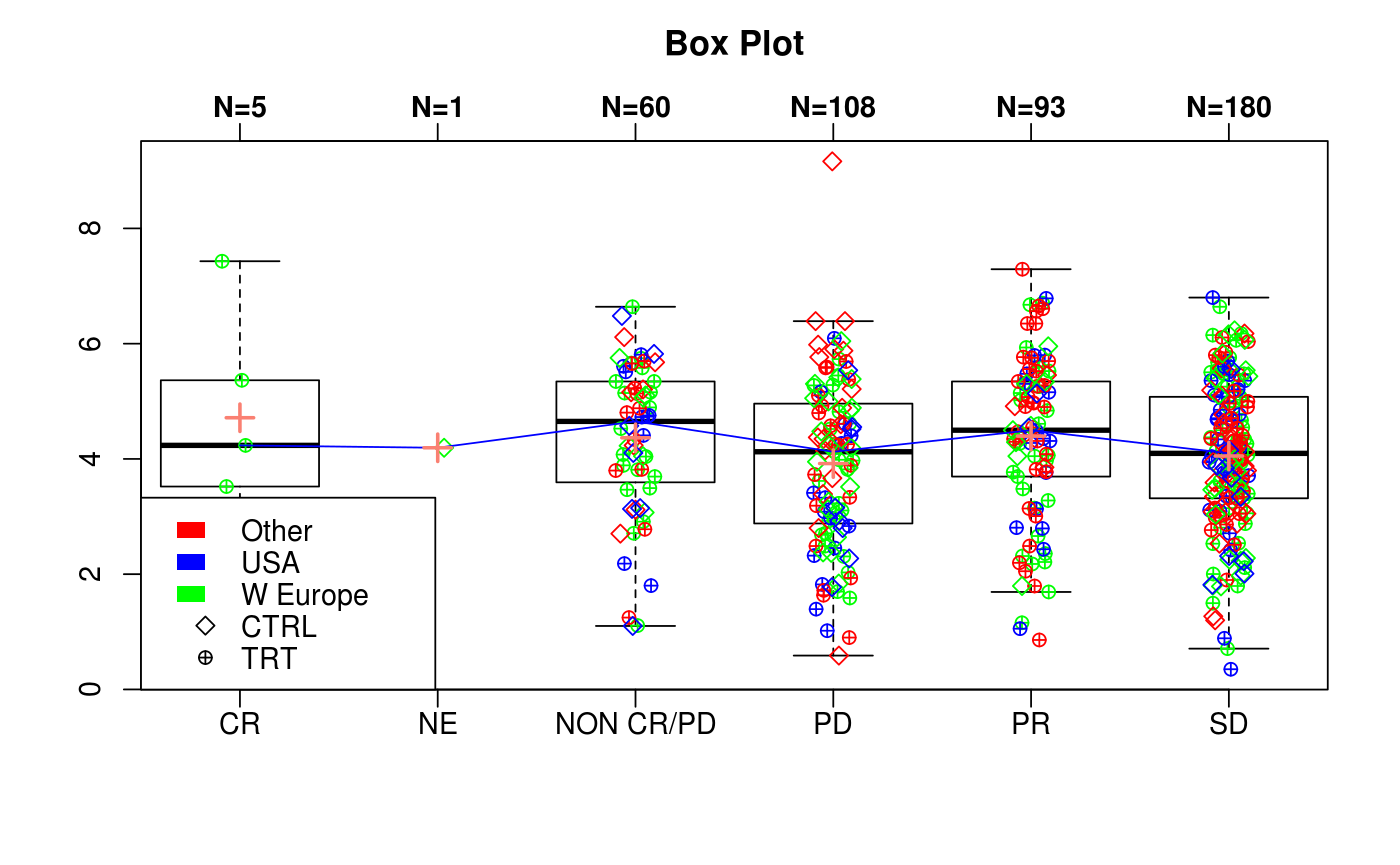 Box Plot
N=5 N=1 N=60 N=108 N=93 N=180
8
6
4
2
0
Other
USA
W Europe
CTRL
TRT
CR NE NON CR/PD PD PR SD